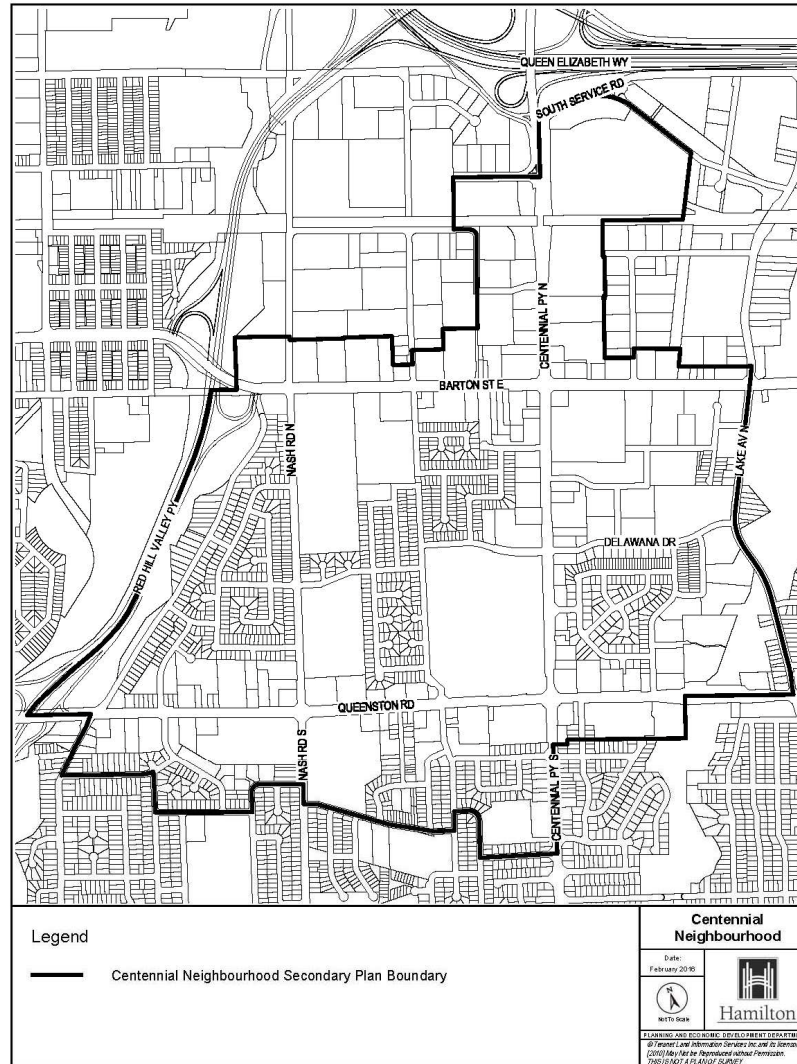 QUEEN ELIZABETH WY
SOUTH SERVICE RD
CENTENNIAL PY N
BARTON ST E
NASH RD N
LAKE AV N
RED HILL VALLEY PY
DELAWANA DR
QUEENSTON RD
NASH RD S
CENTENNIAL PY S
Legend
Centennial Neighbourhood Secondary Plan Boundary
Centennial
Neighbourhood
Date:
February 2016
N
Not To Scale
Hamilton
PLANNING AND ECONOMIC DEVELOPMENT DEPARTME
© Teranet Land Information Services Inc. and its licensor
[2010] May Not be Reproduced without Permission.
THIS IS NOT A PLAN OF SURVEY